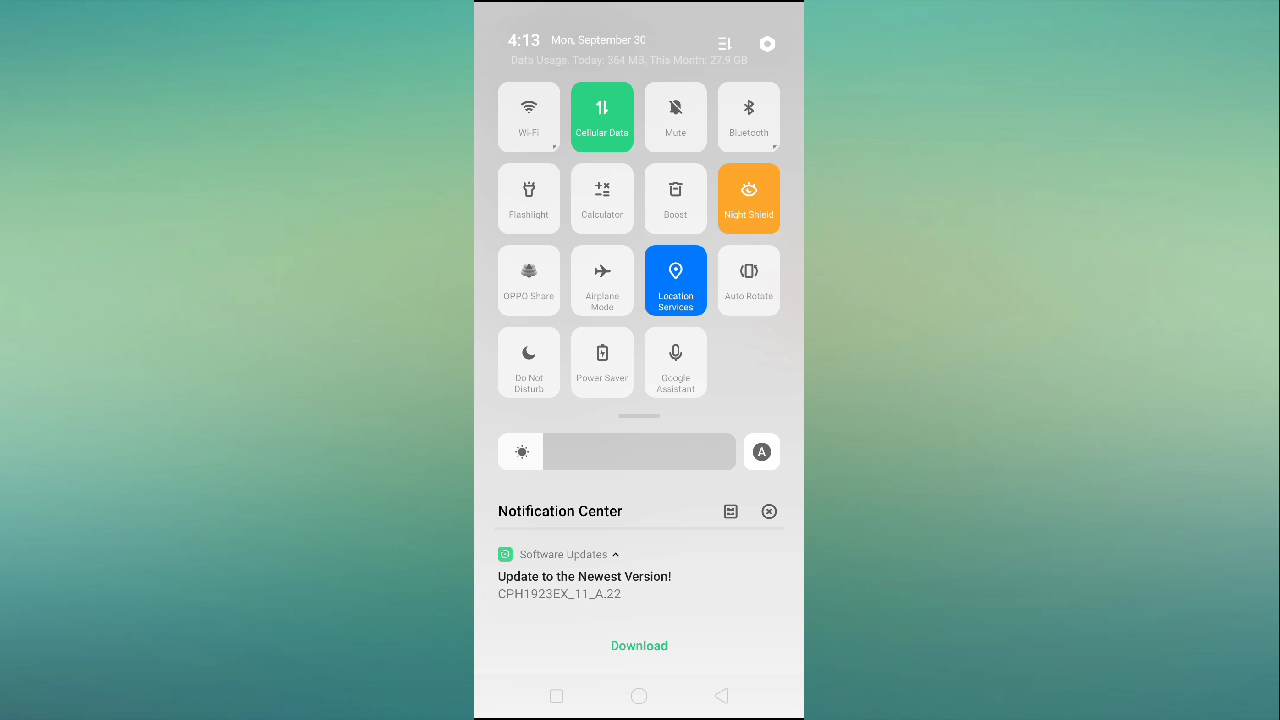 4:13 Mon, September 30
Data Usage. Today: 364 MB, This Month: 27.9 GB
Wi-Fi Cellular Data Mute Bluetooth
Flashlight Calculator Boost Night Shield
OPPO Share Airplane Mode Location Services Auto Rotate
Do Not Disturb Power Saver Google Assistant
A
Notification Center
Software Updates
Update to the Newest Version!
CPH1923EX_11_A.22
Download